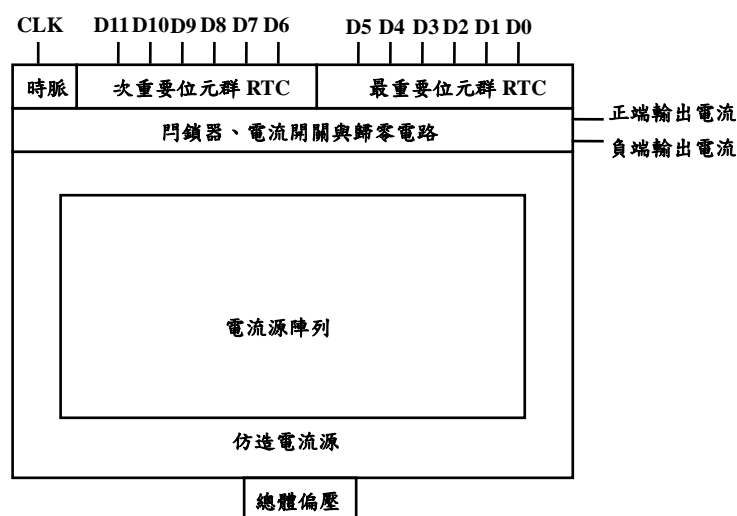 CLK D11 D10 D9 D8 D7 D6 D5 D4 D3 D2 D1 D0
時脈 次重要位元群 RTC 最重要位元群 RTC
正端輸出電流
閂鎖器、電流開關與歸零電路
負端輸出電流
電流源陣列
仿造電流源
總體偏壓